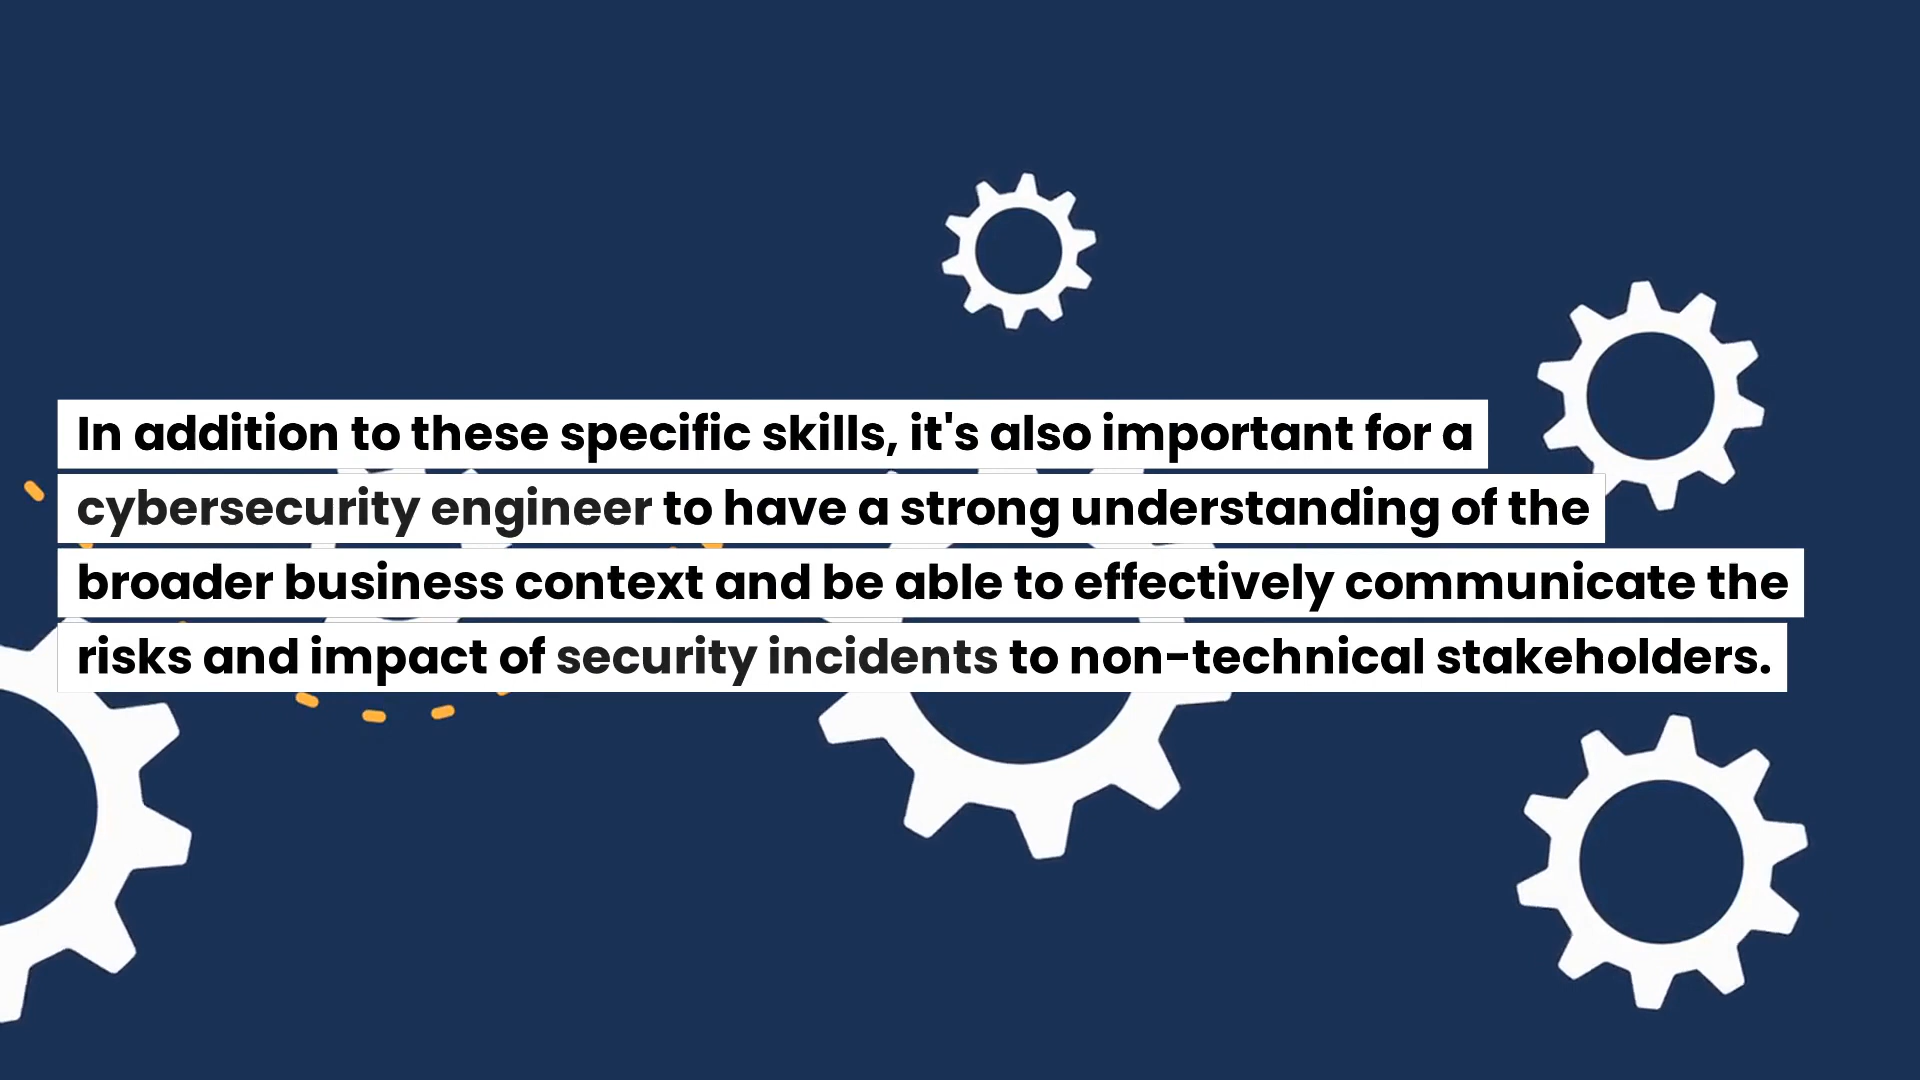 In addition to these specific skills, it's also important for a
cybersecurity engineer to have a strong understanding of the
broader business context and be able to effectively communicate the
risks and impact of security incidents to non-technical stakeholders.